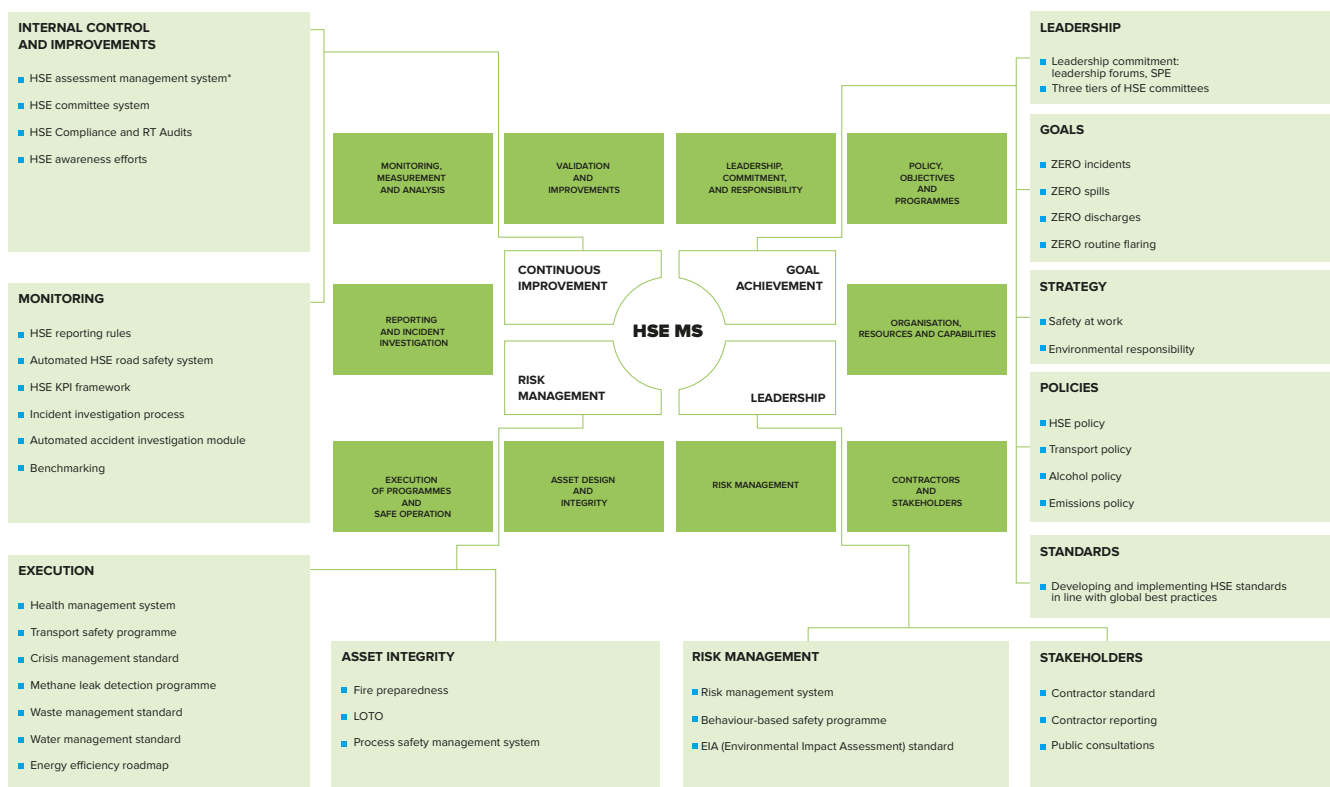 INTERNAL CONTROL
AND IMPROVEMENTS
HSE assessment management system*
HSE committee system
HSE Compliance and RT Audits
HSE awareness efforts
MONITORING
HSE reporting rules
Automated HSE road safety system
HSE KPI framework
Incident investigation process
Automated accident investigation module
Benchmarking
EXECUTION
Health management system
Transport safety programme
Crisis management standard
Methane leak detection programme
Waste management standard
Water management standard
Energy efficiency roadmap
MONITORING,
MEASUREMENT
AND ANALYSIS
VALIDATION
AND
IMPROVEMENTS
LEADERSHIP,
COMMITMENT,
AND RESPONSIBILITY
POLICY,
OBJECTIVES
AND
PROGRAMMES
CONTINUOUS
IMPROVEMENT
GOAL
ACHIEVEMENT
REPORTING
AND INCIDENT
INVESTIGATION
HSE MS
ORGANISATION,
RESOURCES AND CAPABILITIES
RISK
MANAGEMENT
LEADERSHIP
EXECUTION
OF PROGRAMMES
AND
SAFE OPERATION
ASSET DESIGN
AND
INTEGRITY
RISK MANAGEMENT
CONTRACTORS
AND
STAKEHOLDERS
ASSET INTEGRITY
Fire preparedness
LOTO
Process safety management system
RISK MANAGEMENT
Risk management system
Behaviour-based safety programme
EIA (Environmental Impact Assessment) standard
LEADERSHIP
Leadership commitment:
leadership forums, SPE
Three tiers of HSE committees
GOALS
ZERO incidents
ZERO spills
ZERO discharges
ZERO routine flaring
STRATEGY
Safety at work
Environmental responsibility
POLICIES
HSE policy
Transport policy
Alcohol policy
Emissions policy
STANDARDS
Developing and implementing HSE standards
in line with global best practices
STAKEHOLDERS
Contractor standard
Contractor reporting
Public consultations